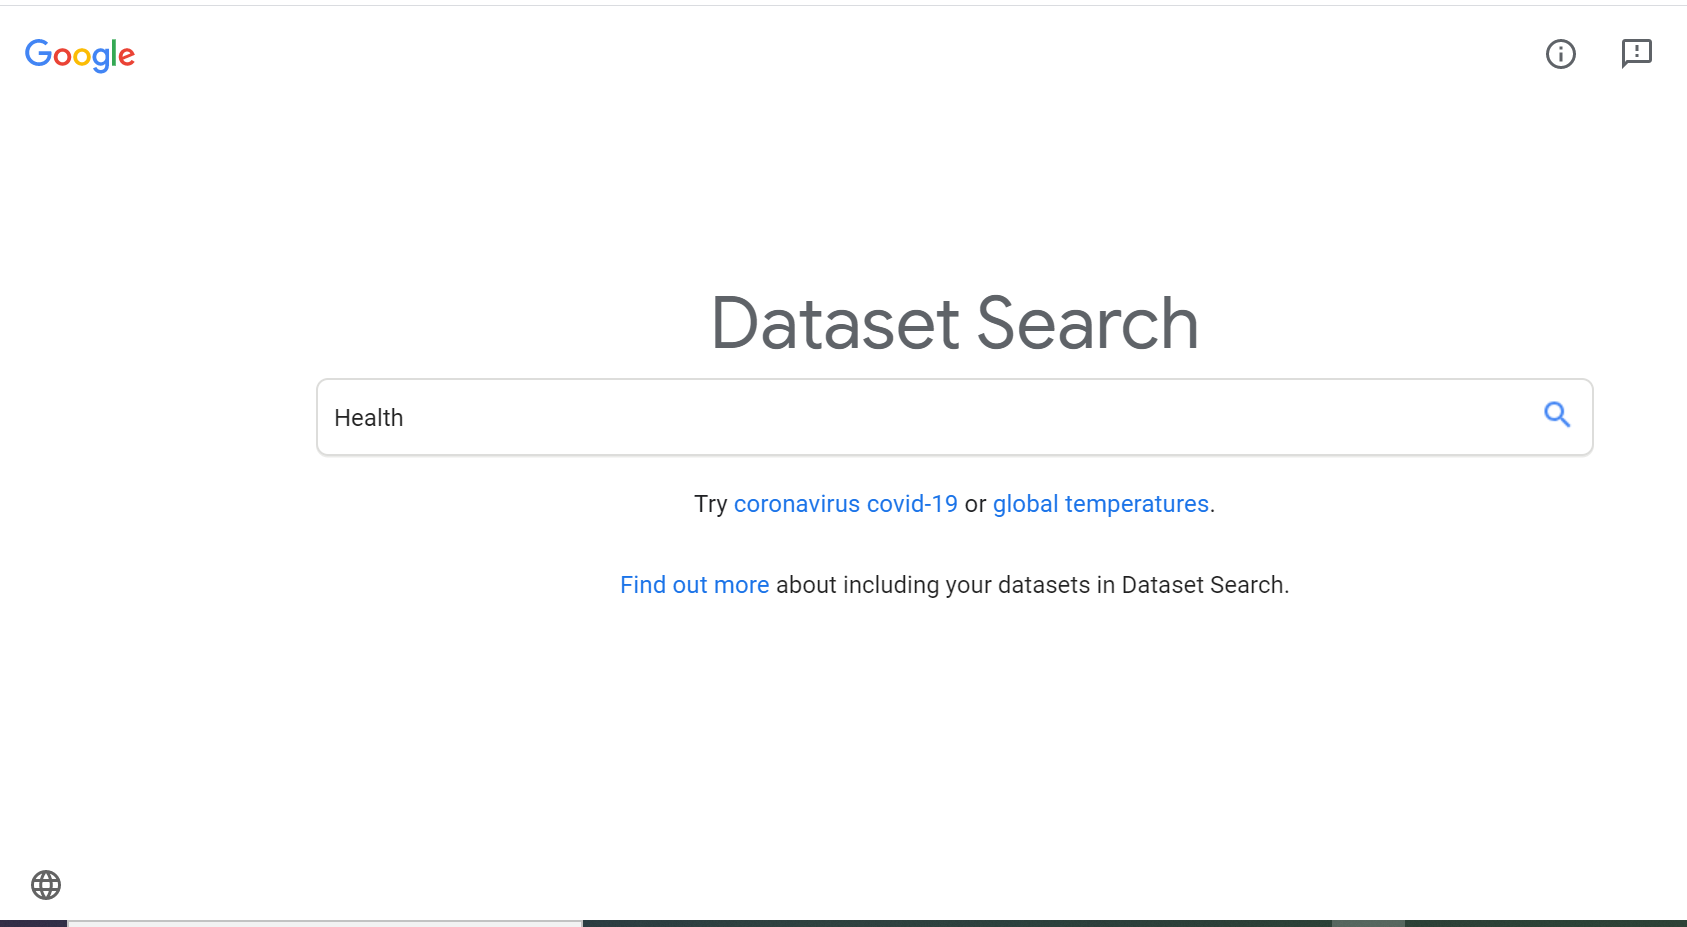 Google
Dataset Search
Health
Try coronavirus covid-19 or global temperatures.
Find out more about including your datasets in Dataset Search.